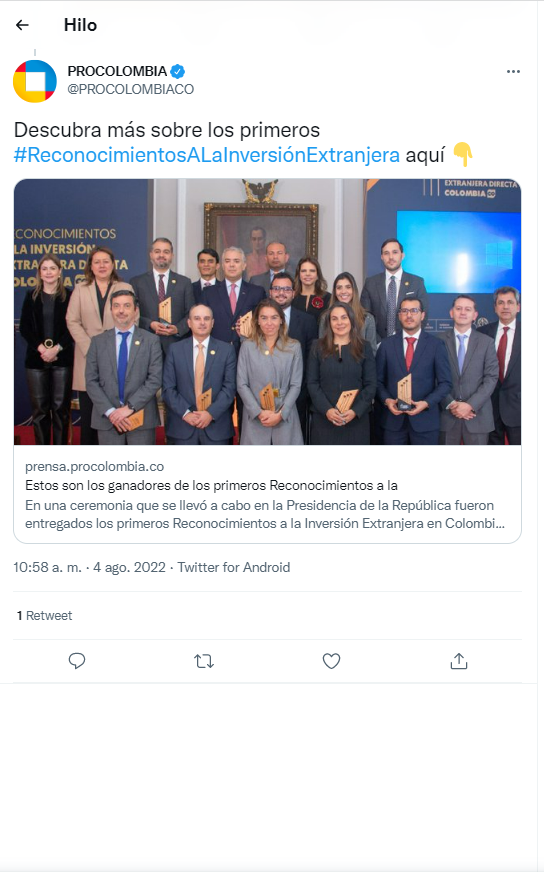 Hilo
PROCOLOMBIA
@PROCOLOMBIACO
Descubra más sobre los primeros
#ReconocimientosALaInversiónExtranjera aquí 👇
CONOCIMIENTOS
LA INVERSIÓN
EXTRANJERA DIRECTA
COLOMBIA CO
EXTRANJERA DIRECTA
COLOMBIA CO
prensa.procolombia.co
Estos son los ganadores de los primeros Reconocimientos a la
En una ceremonia que se llevó a cabo en la Presidencia de la República fueron
entregados los primeros Reconocimientos a la Inversión Extranjera en Colombi...
10:58 a. m. · 4 ago. 2022 · Twitter for Android
1 Retweet